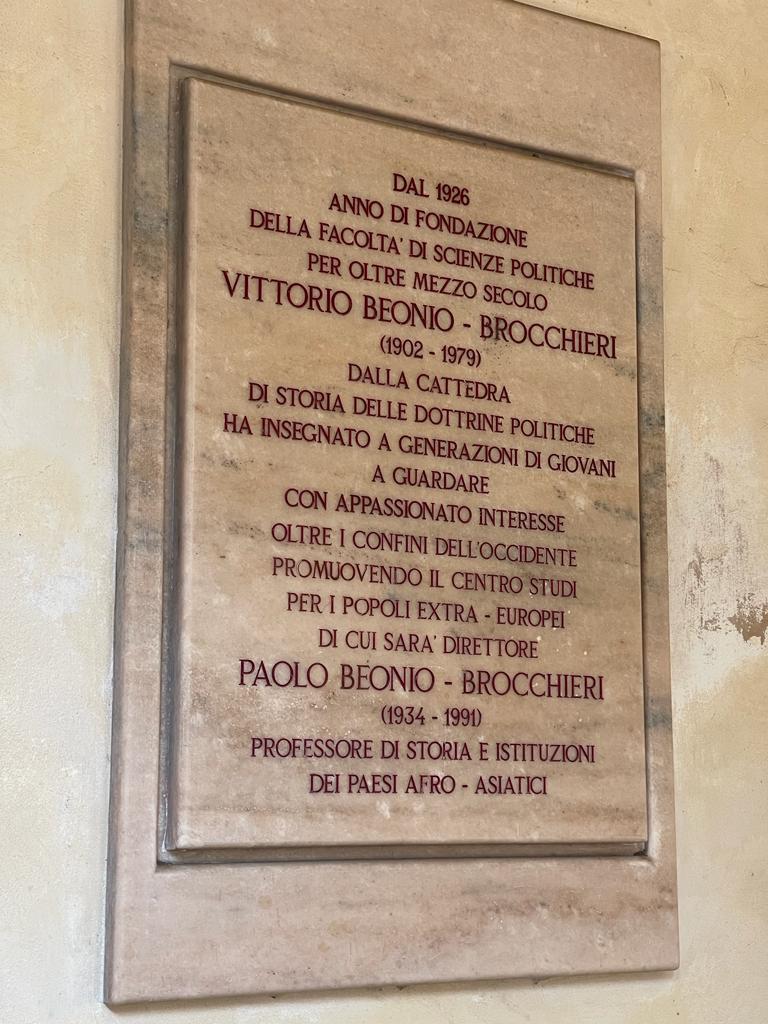 DAL 1926
ANNO DI FONDAZIONE
DELLA FACOLTA' DI SCIENZE POLITICHE
PER OLTRE MEZZO SECOLO
VITTORIO BEONIO - BROCCHIERI
(1902 - 1979)
DALLA CATTEDRA
DI STORIA DELLE DOTTRINE POLITICHE
HA INSEGNATO A GENERAZIONI DI GIOVANI
A GUARDARE
CON APPASSIONATO INTERESSE
OLTRE I CONFINI DELL'OCCIDENTE
PROMUOVENDO IL CENTRO STUDI
PER I POPOLI EXTRA - EUROPEI
DI CUI SARA' DIRETTORE
PAOLO BEONIO - BROCCHIERI
(1934 - 1991)
PROFESSORE DI STORIA E ISTITUZIONI
DEI PAESI AFRO - ASIATICI